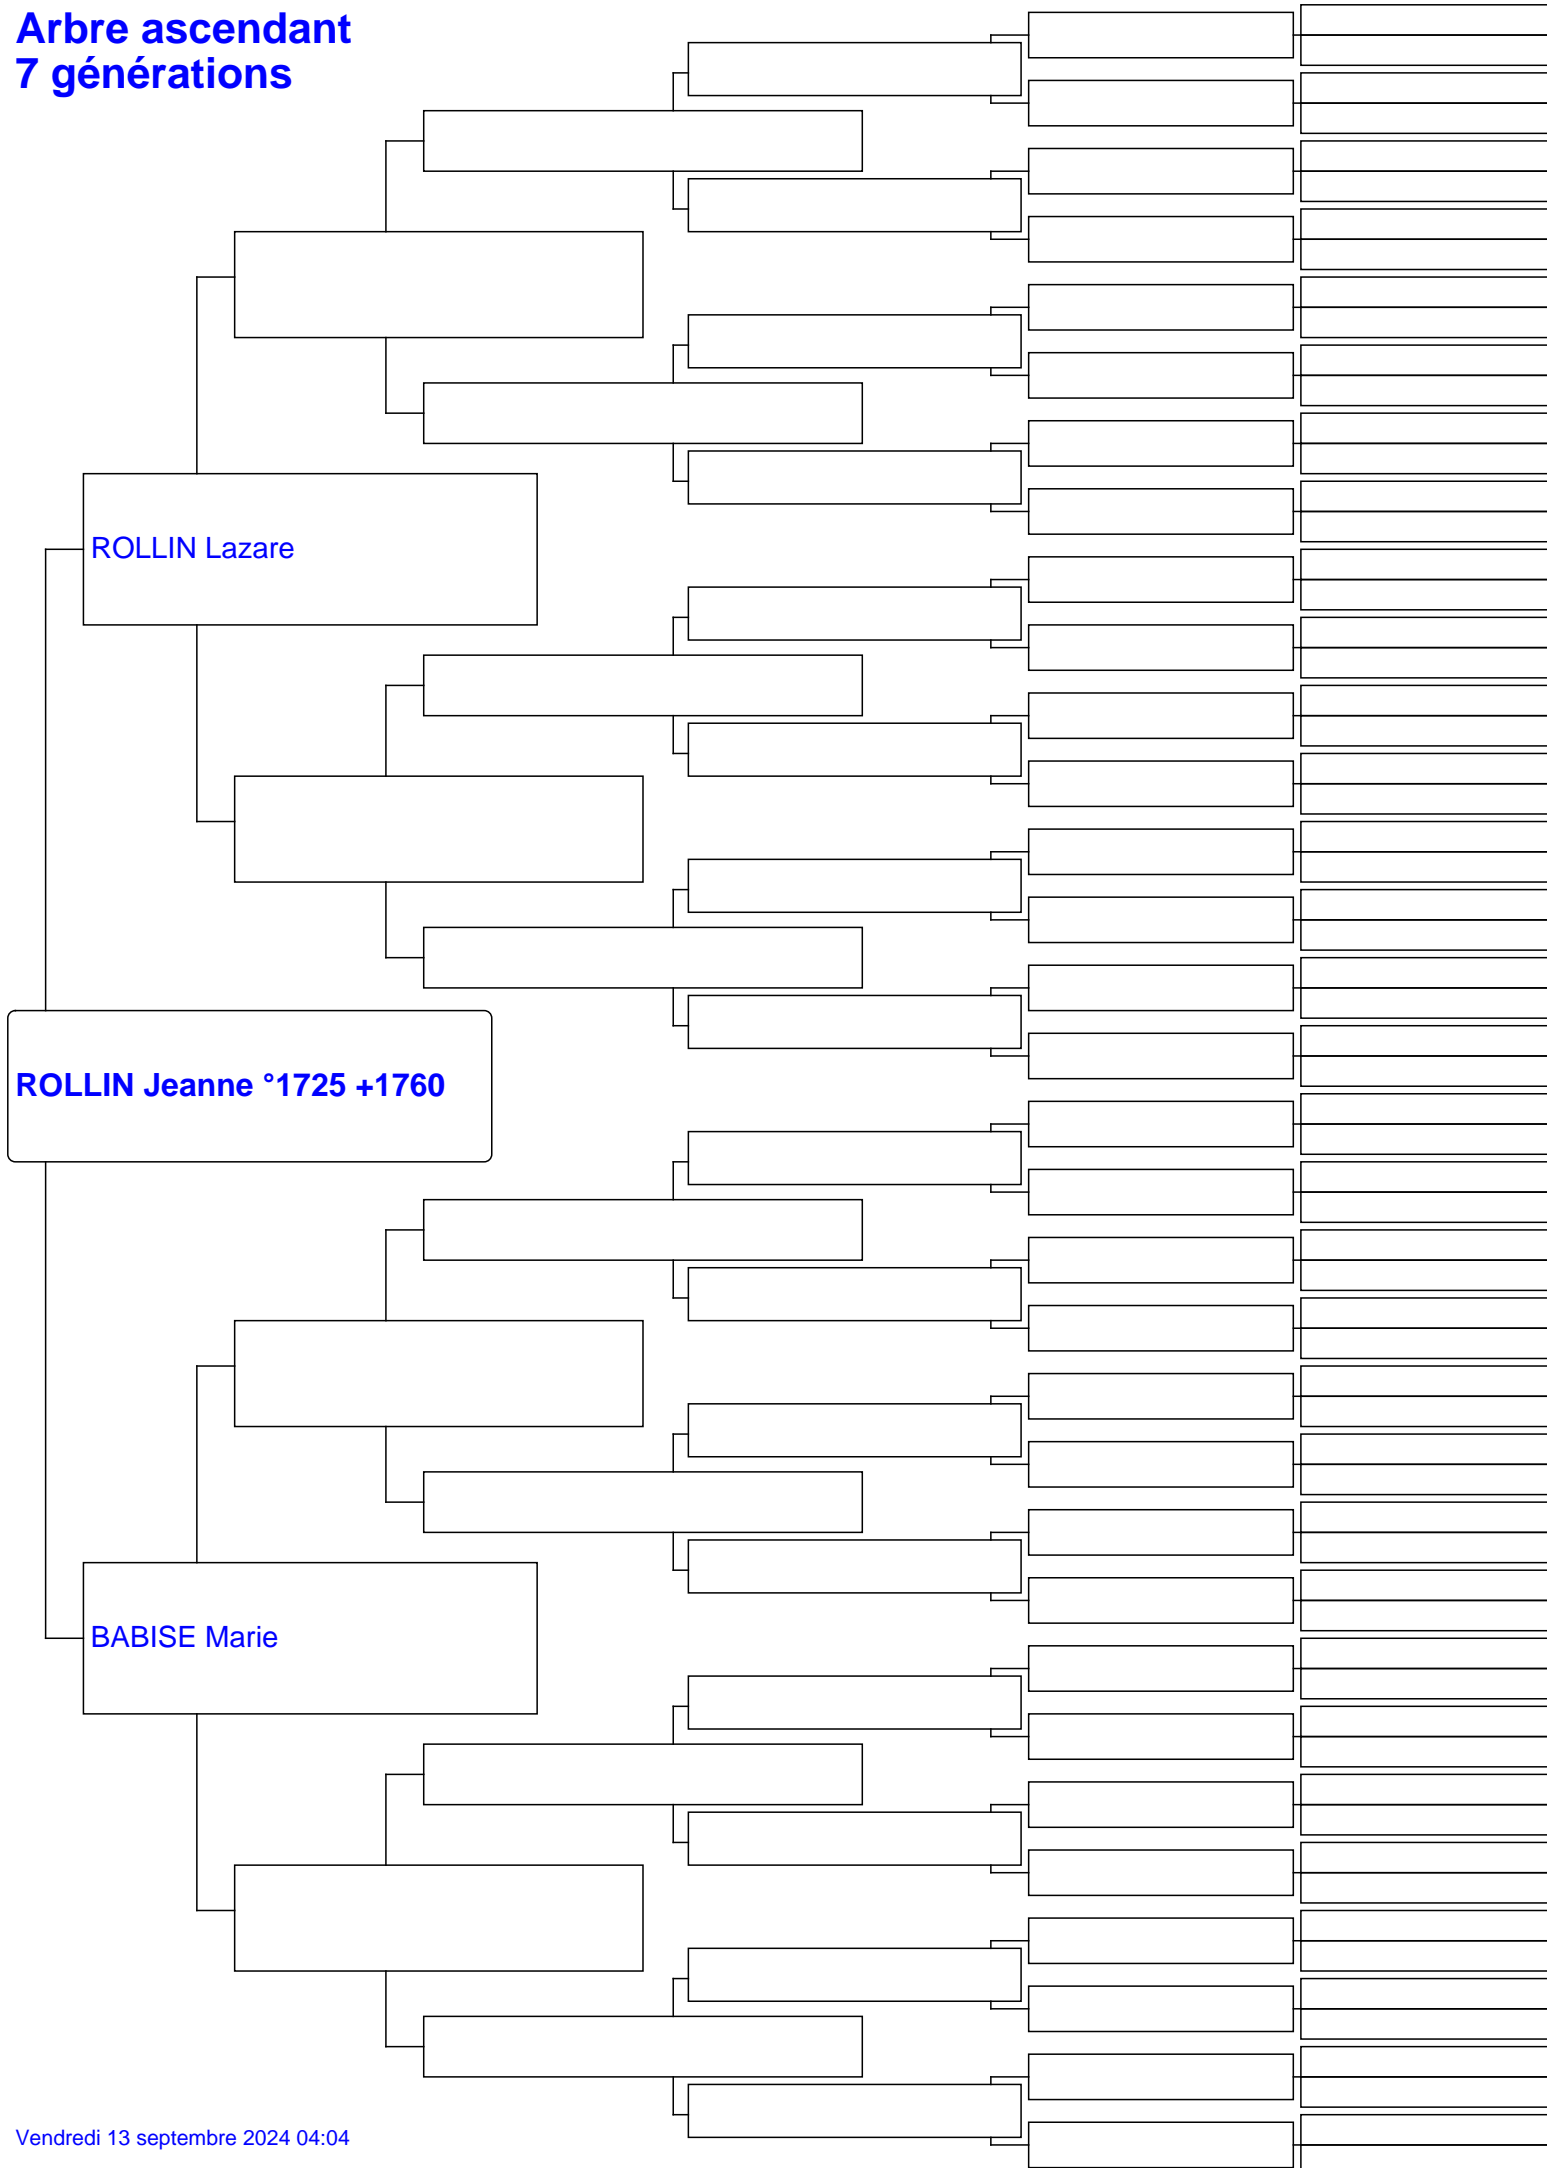 Arbre ascendant
7 générations
ROLLIN Lazare
ROLLIN Jeanne °1725 +1760
BABISE Marie
Vendredi 13 septembre 2024 04:04